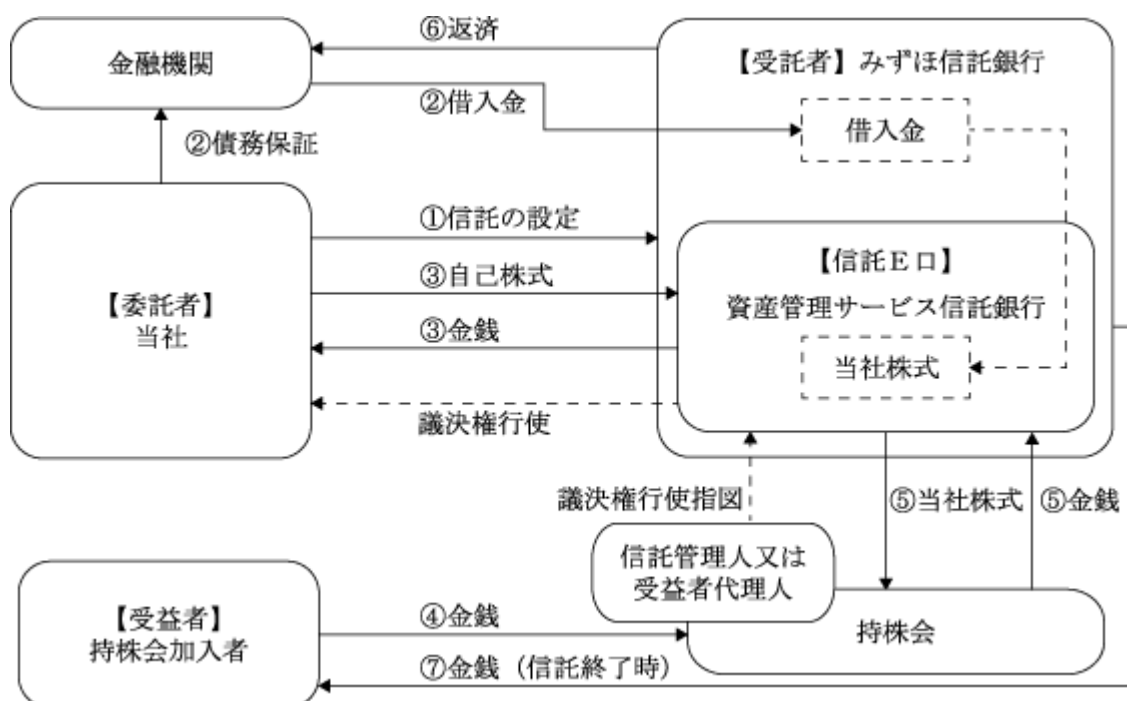 ⑥返済
金融機関
【受託者】みずほ信託銀行
②借入金
借入金
②債務保証
①信託の設定
【信託E口】
③自己株式
資産管理サービス信託銀行
【委託者】
当社
③金銭
当社株式
議決権行使
議決権行使指図
⑤当社株式
⑤金銭
信託管理人又は
受益者代理人
【受益者】
持株会加入者
④金銭
持株会
⑦金銭（信託終了時）